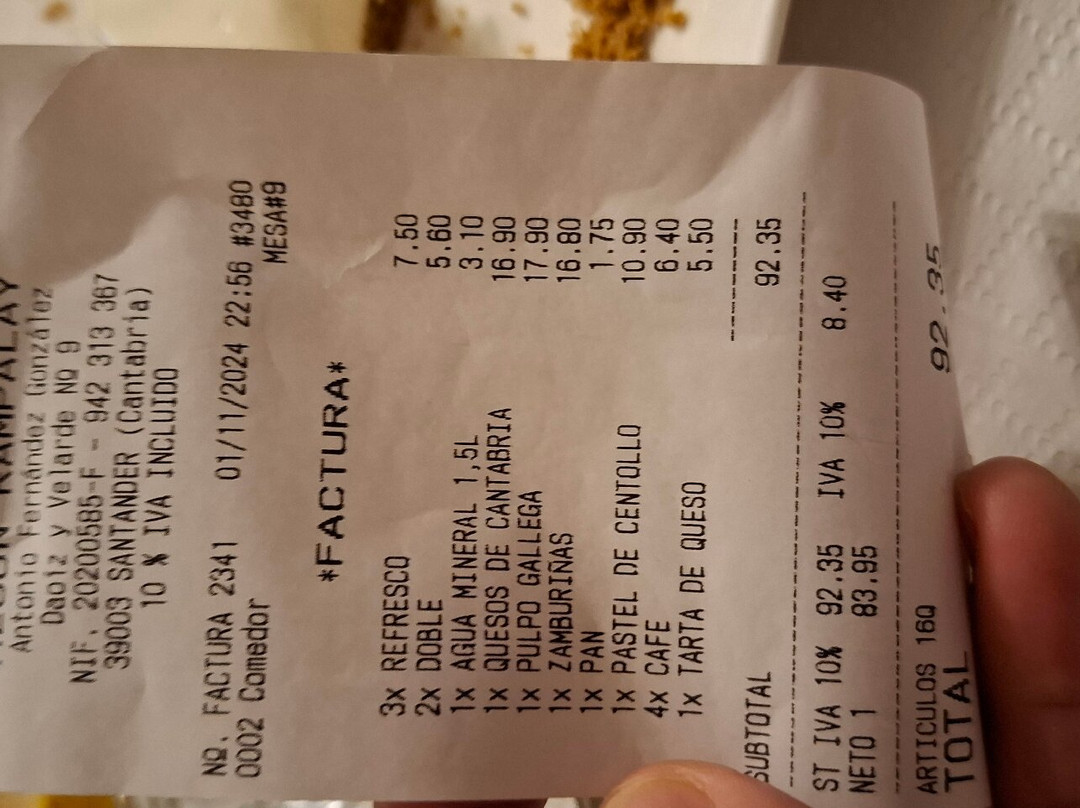 Antonio Fernández González
Daoiz y Velarde Nº 9
NIF. 20200585-F - 942 313 367
39003 SANTANDER (Cantabria)
10 % IVA INCLUIDO
NQ. FACTURA 2341 01/11/2024 22:56 #3480
0002 Comedor MESA#9
*FACTURA*
3x REFRESCO 7.50
2x DOBLE 5.60
1x AGUA MINERAL 1,5L 3.10
1x QUESOS DE CANTABRIA 16.90
1x PULPO GALLEGA 17.90
1x ZAMBURIÑAS 16.80
1x PAN 1.75
1x PASTEL DE CENTOLLO 10.90
4x CAFE 6.40
1x TARTA DE QUESO 5.50
SUBTOTAL 92.35
ST IVA 10% 92.35 IVA 10% 8.40
NETO 1 83.95
ARTICULOS 16Q
TOTAL 92.35